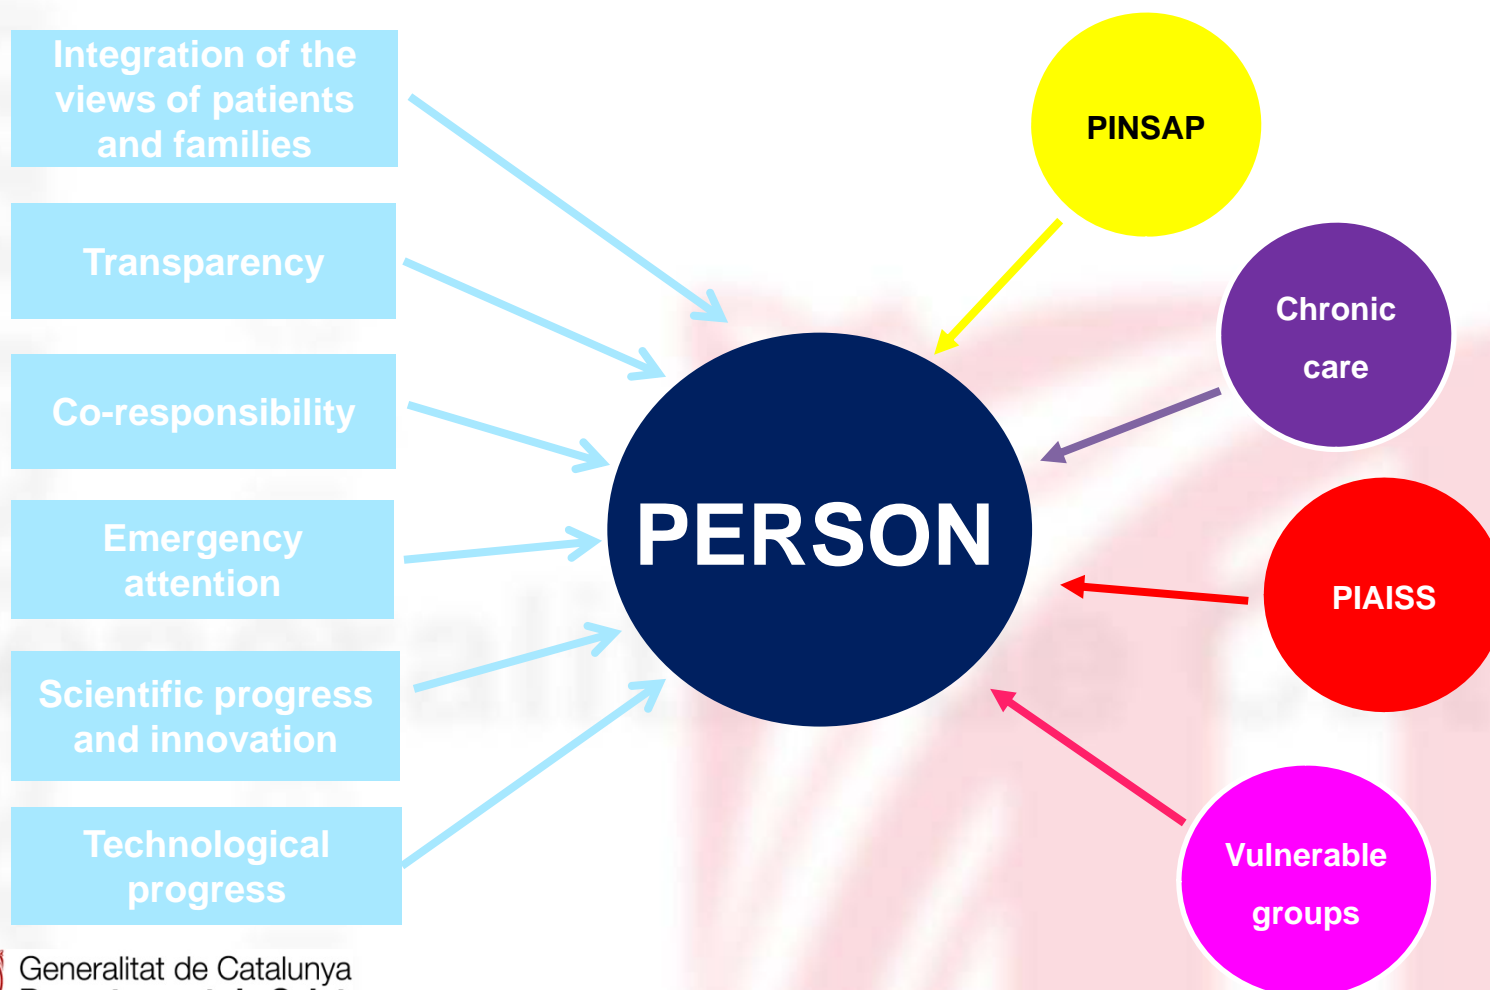 Integration of the
views of patients
and families
Transparency
Co-responsibility
Emergency
attention
Scientific progress
and innovation
Technological
progress
PERSON
PINSAP
Chronic
care
PIAISS
Vulnerable
groups
Generalitat de Catalunya